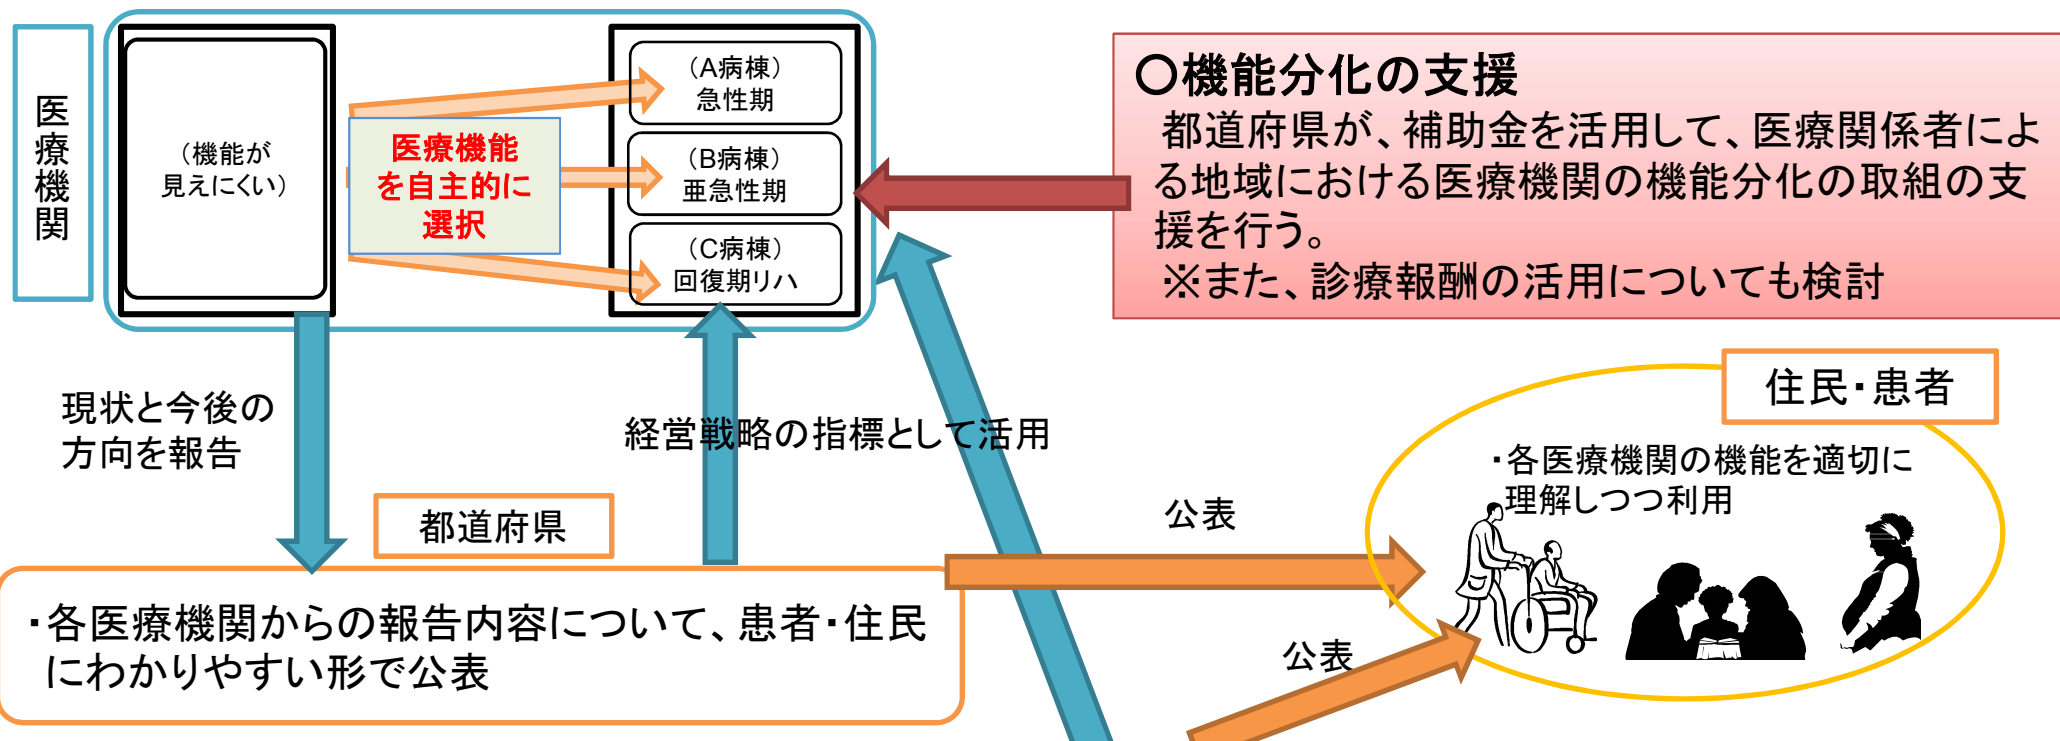 医療機関
（機能が
見えにくい）
医療機能
を自主的に
選択
（A病棟）
急性期
（B病棟）
亜急性期
（C病棟）
回復期リハ
○機能分化の支援
都道府県が、補助金を活用して、医療関係者によ
る地域における医療機関の機能分化の取組の支
援を行う。
※また、診療報酬の活用についても検討
現状と今後の
方向を報告
経営戦略の指標として活用
都道府県
・各医療機関からの報告内容について、患者・住民
にわかりやすい形で公表
公表
公表
住民・患者
・各医療機関の機能を適切に
理解しつつ利用